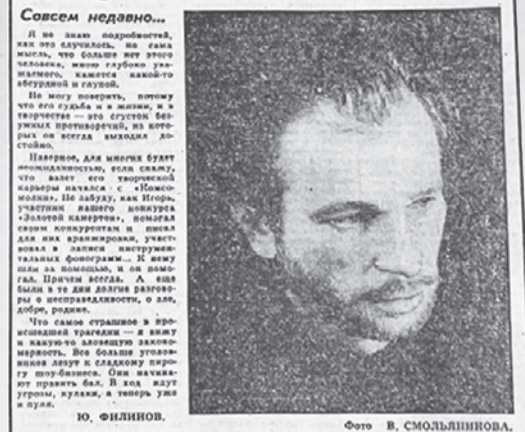 Совсем недавно...
Я не знаю подробностей,
как это случилось, но сама
мысль, что больше нет этого
человека, мною глубоко ува-
жаемого, кажется какой-то
абсурдной и глупой.
Не могу поверить, потому
что его судьба и в жизни, и в
творчестве — это сгусток без-
умных противоречий, из кото-
рых он всегда выходил до-
стойно.
Наверное, для многих будет
неожиданностью, если скажу,
что взлет его творческой
карьеры начался с «Комсо-
молки». Не забуду, как Игорь,
участник нашего конкурса
«Золотой камертон», помогал
своим конкурентам и писал
для них аранжировки, участ-
вовал в записи инструмен-
тальных фонограмм... К нему
шли за помощью, и он помо-
гал. Причем всегда. А еще
были в те дни долгие разгово-
ры о несправедливости, о зле,
добре, родине.
Что самое страшное в про-
исшедшей трагедии — я вижу
и какую-то зловещую законо-
мерность. Все больше уголов-
ников лезут к сладкому пиро-
гу шоу-бизнеса. Они начина-
ют править бал. В ход идут
угрозы, кулаки, а теперь уже
и пуля.
Ю. ФИЛИНОВ.
Фото В. СМОЛЬЯНИНОВА.